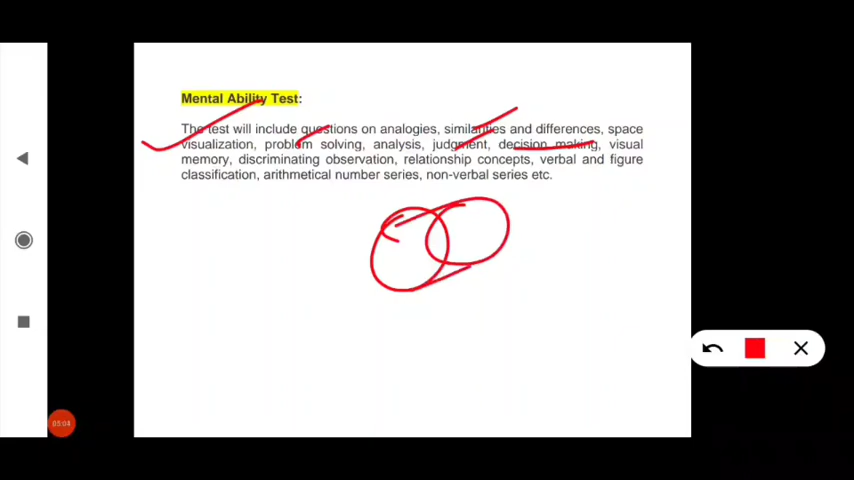 Mental Ability Test:
The test will include questions on analogies, similarities and differences, space
visualization, problem solving, analysis, judgment, decision making, visual
memory, discriminating observation, relationship concepts, verbal and figure
classification, arithmetical number series, non-verbal series etc.
05:04